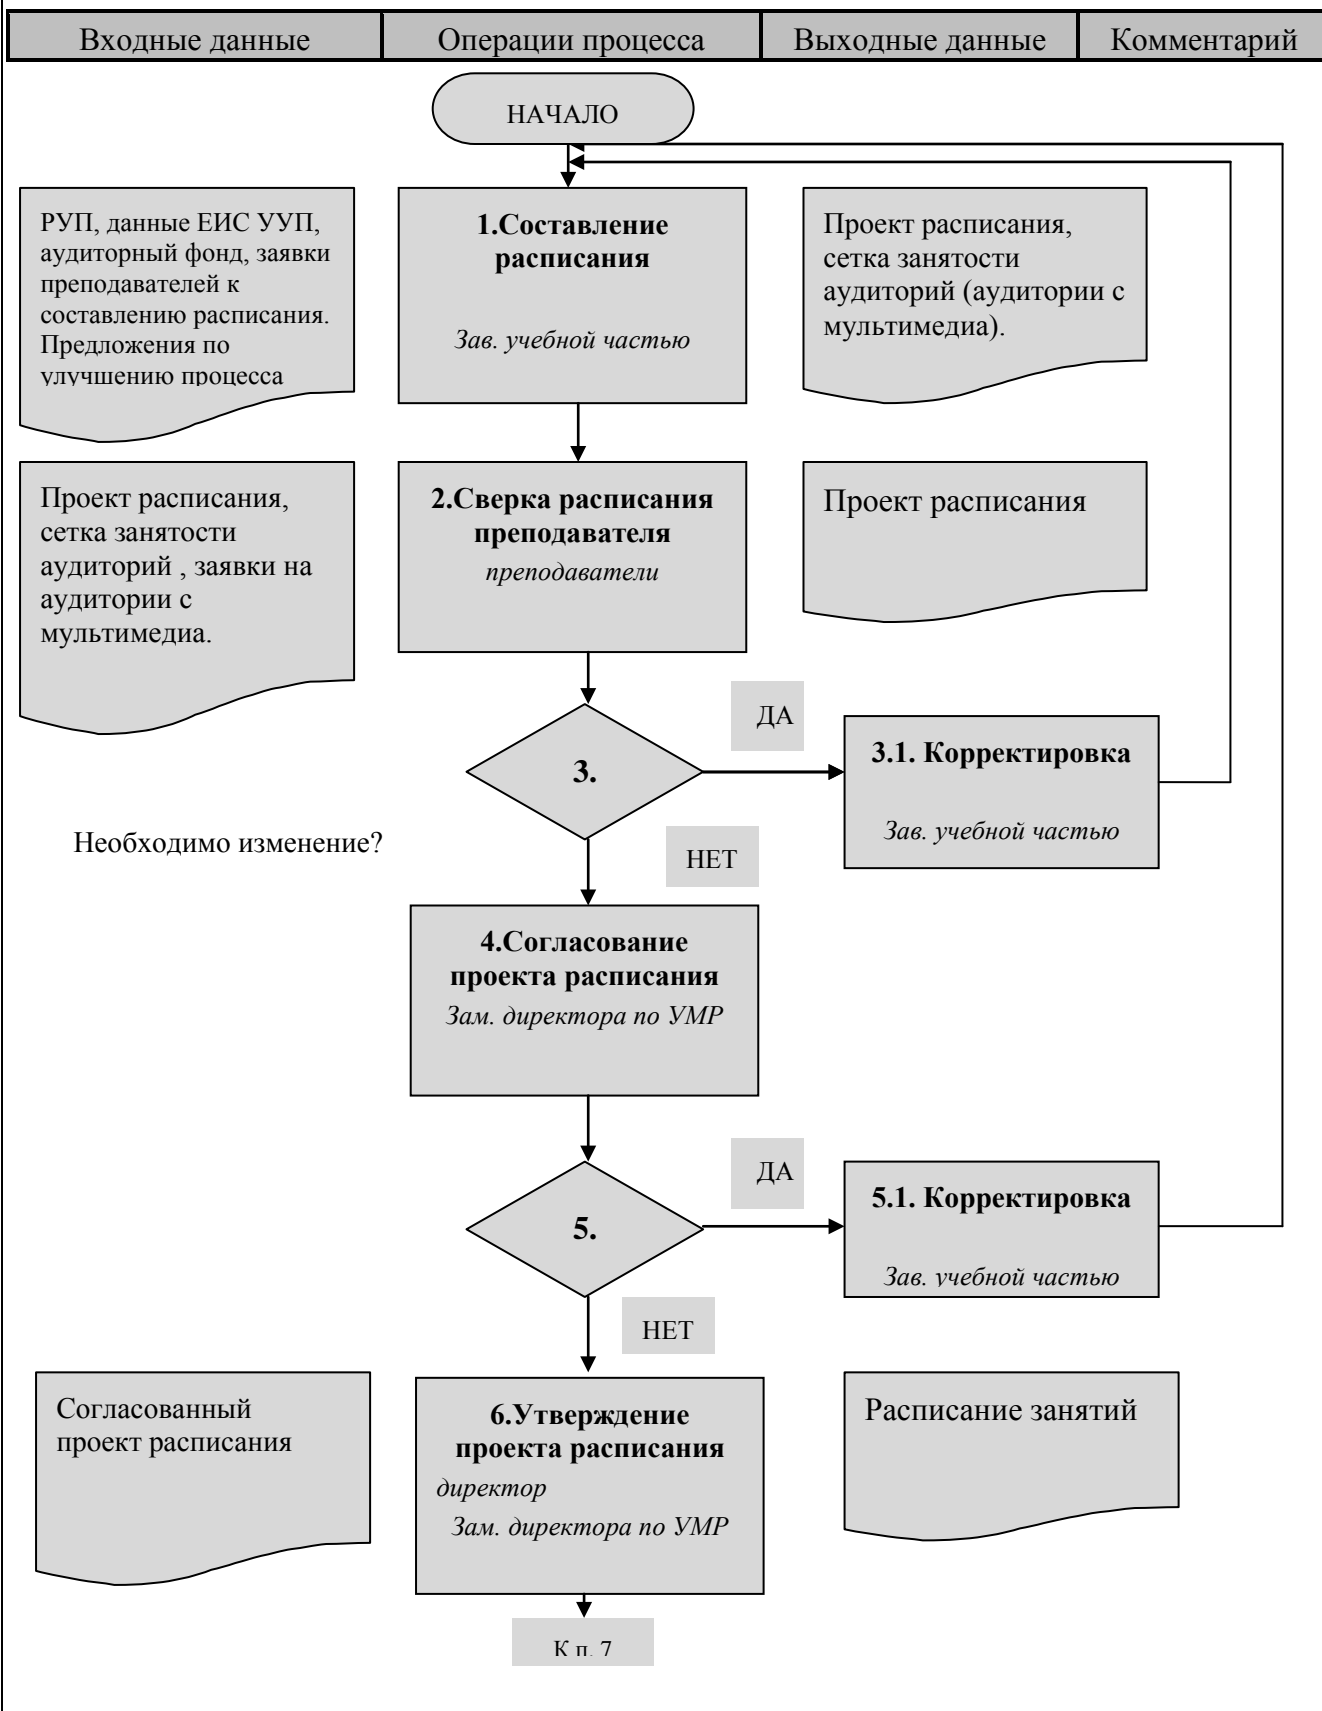 Входные данные
Операции процесса
Выходные данные
Комментарий
НАЧАЛО
РУП, данные ЕИС УУП,
аудиторный фонд, заявки
преподавателей к
составлению расписания.
Предложения по
улучшению процесса
1.Составление
расписания
Зав. учебной частью
Проект расписания,
сетка занятости
аудиторий (аудитории с
мультимедиа).
Проект расписания,
сетка занятости
аудиторий , заявки на
аудитории с
мультимедиа.
2.Сверка расписания
преподавателя
преподаватели
Проект расписания
ДА
3.
3.1. Корректировка
Зав. учебной частью
Необходимо изменение?
НЕТ
4.Согласование
проекта расписания
Зам. директора по УМР
ДА
5.
5.1. Корректировка
Зав. учебной частью
НЕТ
Согласованный
проект расписания
6.Утверждение
проекта расписания
директор
Зам. директора по УМР
Расписание занятий
К п. 7